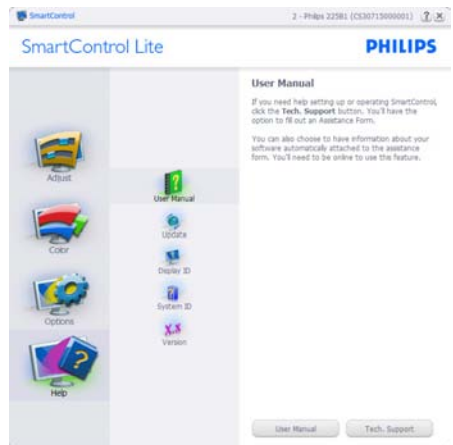 SmartControl
2 - Philips 225B1 (CS30715000001)
?
SmartControl Lite
PHILIPS
Adjust
Color
Options
Help
User Manual
Update
Display ID
System ID
X.X
Version
User Manual
If you need help setting up or operating SmartControl,
click the Tech. Support button. You'll have the
option to fill out an Assistance Form.
You can also choose to have information about your
software automatically attached to the assistance
form. You'll need to be online to use this feature.
User Manual
Tech. Support